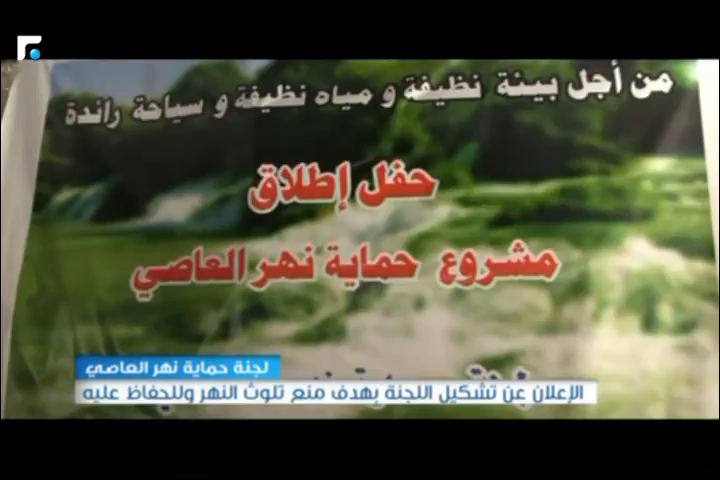 من أجل بيئة نظيفة و مياه نظيفة و سياحة رائدة
حفل إطلاق
مشروع حماية نهر العاصي
لجنة حماية نهر العاصي
الإعلان عن تشكيل اللجنة بهدف منع تلوث النهر وللحفاظ عليه